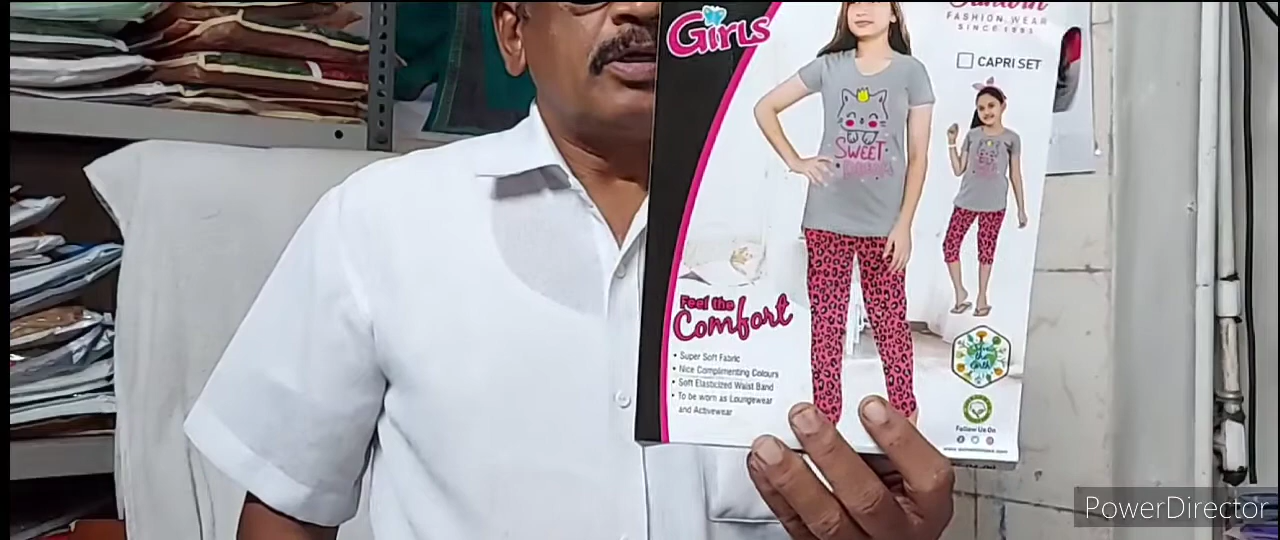 Girls
FASHION WEAR
SINCE 1991
CAPRI SET
SWEET
Feel the
Comfort
• Super Soft Fabric
• Nice Complimenting Colours
• Soft Elasticized Waist Band
• To be worn as Loungewear
and Activewear
Follow Us On
PowerDirector